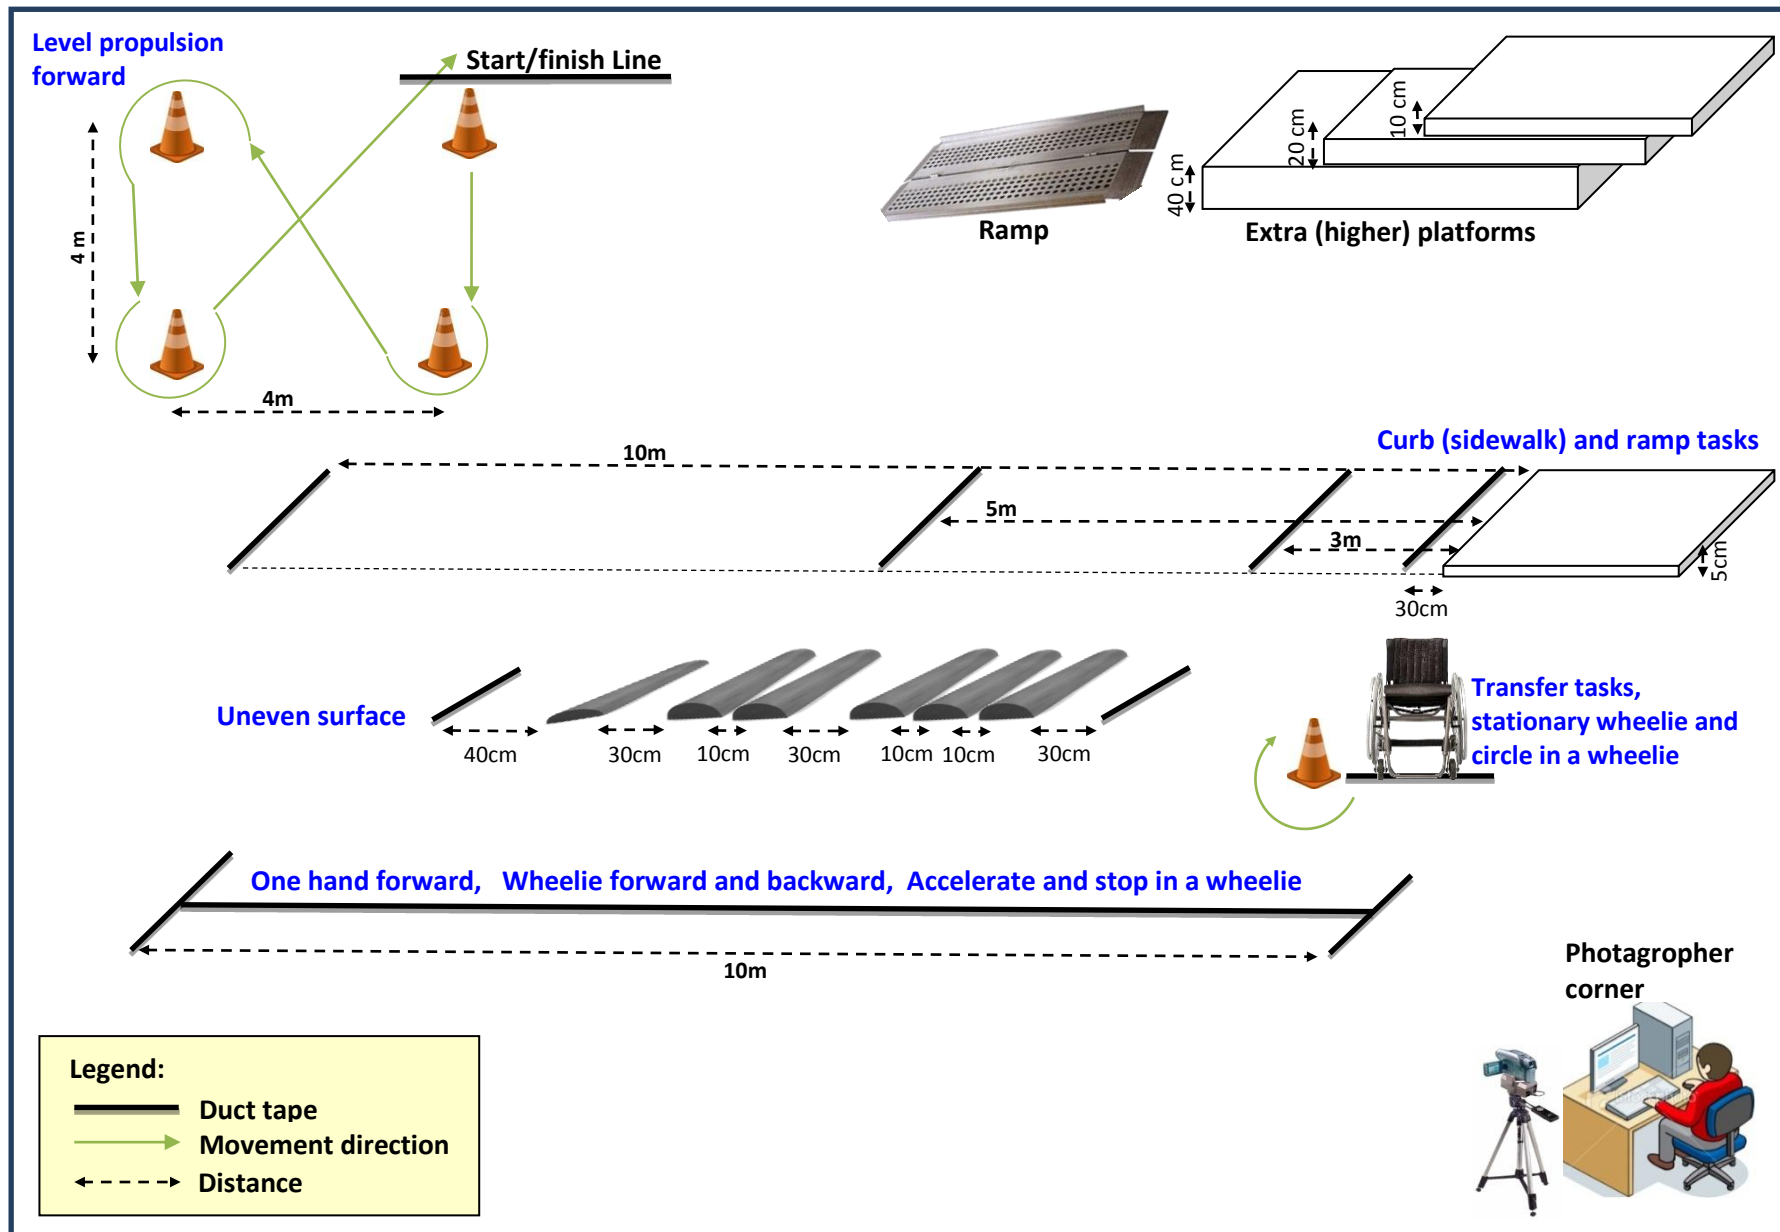 Level propulsion
forward
Start/finish Line
4 m
4m
Ramp
40 c m
20 cm
10 cm
Extra (higher) platforms
Curb (sidewalk) and ramp tasks
10m
5m
3m
5cm
30cm
Uneven surface
40cm
30cm
10cm
30cm
10cm
10cm
30cm
Transfer tasks,
stationary wheelie and
circle in a wheelie
One hand forward, Wheelie forward and backward, Accelerate and stop in a wheelie
10m
Photagropher
corner
Legend:
Duct tape
Movement direction
Distance